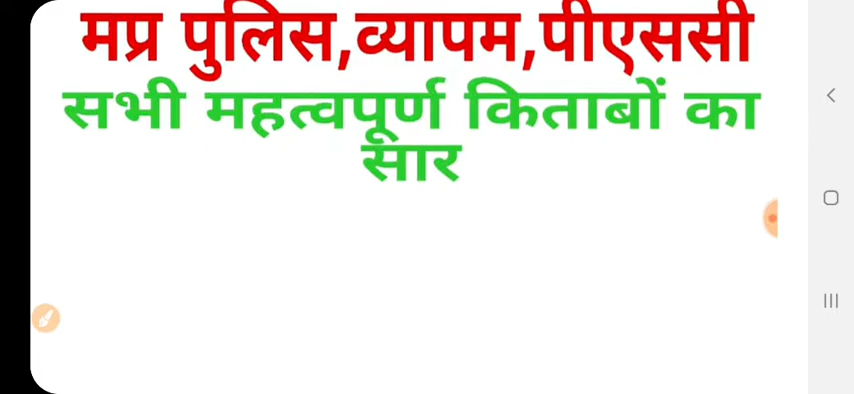 मप्र पुलिस,व्यापम,पीएससी
सभी महत्वपूर्ण किताबों का
सार